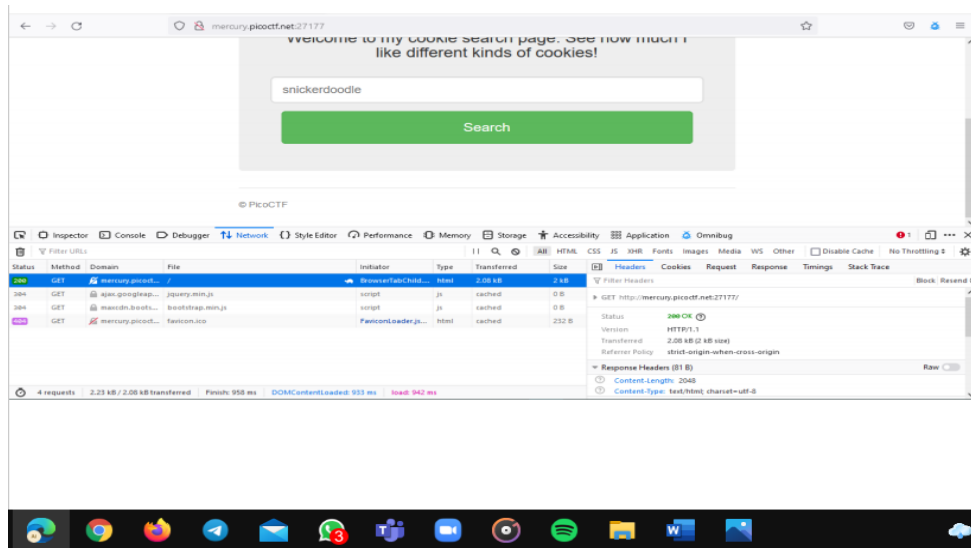 mercury.picoctf.net:27177
Welcome to my cookie search page. See how much I
like different kinds of cookies!
snickerdoodle
Search
© PicoCTF
Inspector Console Debugger Network {} Style Editor Performance Memory Storage Accessibility Application Omnibug 1
Filter URLs All HTML CSS JS XHR Fonts Images Media WS Other Disable Cache No Throttling
Status Method Domain File Initiator Type Transferred Size Headers Cookies Request Response Timings Stack Trace
200 GET mercury.picoct... / BrowserTabChild... html 2.08 kB 2 kB Filter Headers Block Resend
304 GET ajax.googleap... jquery.min.js script js cached 0 B GET http://mercury.picoctf.net:27177/
304 GET maxcdn.boots... bootstrap.min.js script js cached 0 B Status 200 OK
404 GET mercury.picoct... favicon.ico FaviconLoader.js... html cached 232 B Version HTTP/1.1
Transferred 2.08 kB (2 kB size)
Referrer Policy strict-origin-when-cross-origin
Response Headers (81 B) Raw
Content-Length: 2048
4 requests 2.23 kB / 2.08 kB transferred Finish: 958 ms DOMContentLoaded: 933 ms load: 942 ms Content-Type: text/html; charset=utf-8
3